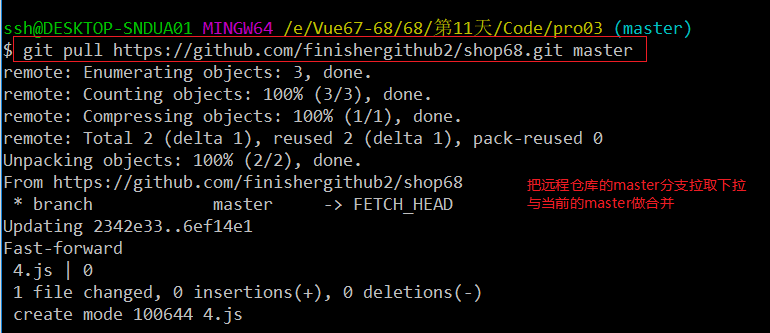 ssh@DESKTOP-SNDUA01 MINGW64 /e/Vue67-68/68/第11天/Code/pro03 (master)
$ git pull https://github.com/finishergithub2/shop68.git master
remote: Enumerating objects: 3, done.
remote: Counting objects: 100% (3/3), done.
remote: Compressing objects: 100% (1/1), done.
remote: Total 2 (delta 1), reused 2 (delta 1), pack-reused 0
Unpacking objects: 100% (2/2), done.
From https://github.com/finishergithub2/shop68
 * branch            master     -> FETCH_HEAD
Updating 2342e33..6ef14e1
Fast-forward
 4.js | 0
 1 file changed, 0 insertions(+), 0 deletions(-)
 create mode 100644 4.js
把远程仓库的master分支拉取下拉
与当前的master做合并